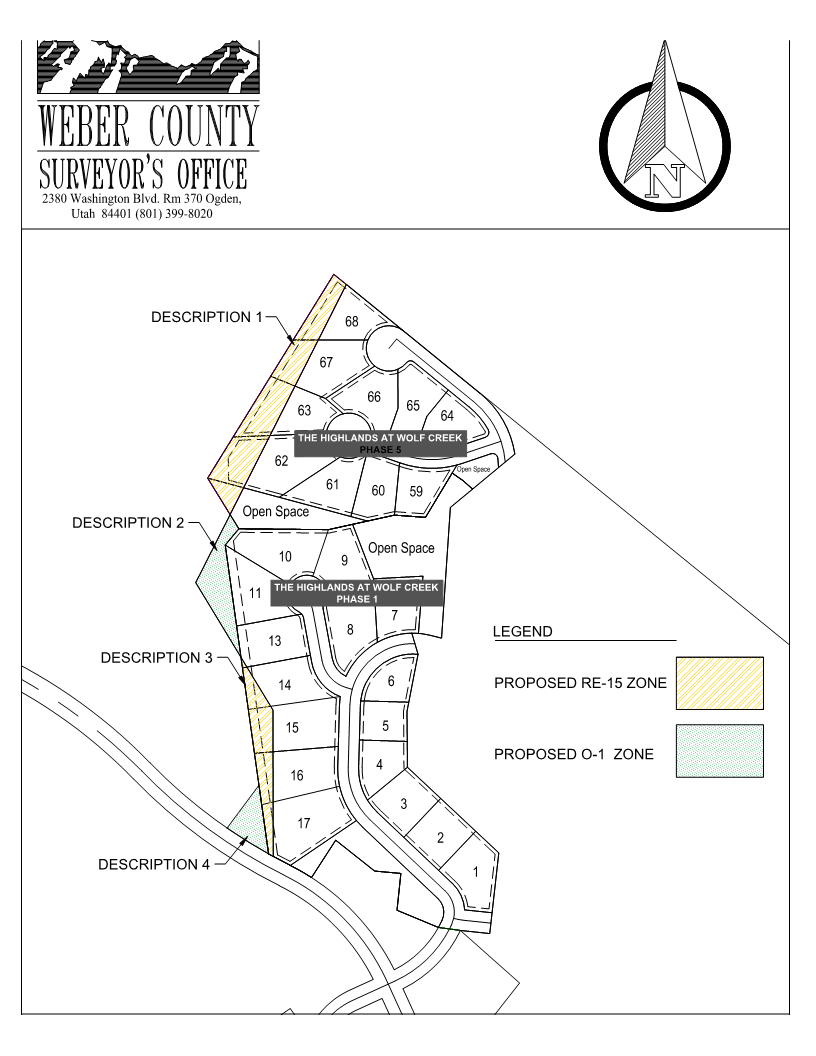 WEBER COUNTY
SURVEYOR'S OFFICE
2380 Washington Blvd. Rm 370 Ogden,
Utah 84401 (801) 399-8020
N
DESCRIPTION 1
68
67
66
65
64
63
THE HIGHLANDS AT WOLF CREEK
PHASE 5
62
Open Space
61
60
59
Open Space
DESCRIPTION 2
Open Space
10
9
THE HIGHLANDS AT WOLF CREEK
PHASE 1
11
7
8
13
DESCRIPTION 3
14
6
15
5
16
4
17
3
2
1
DESCRIPTION 4
LEGEND
PROPOSED RE-15 ZONE
PROPOSED O-1 ZONE